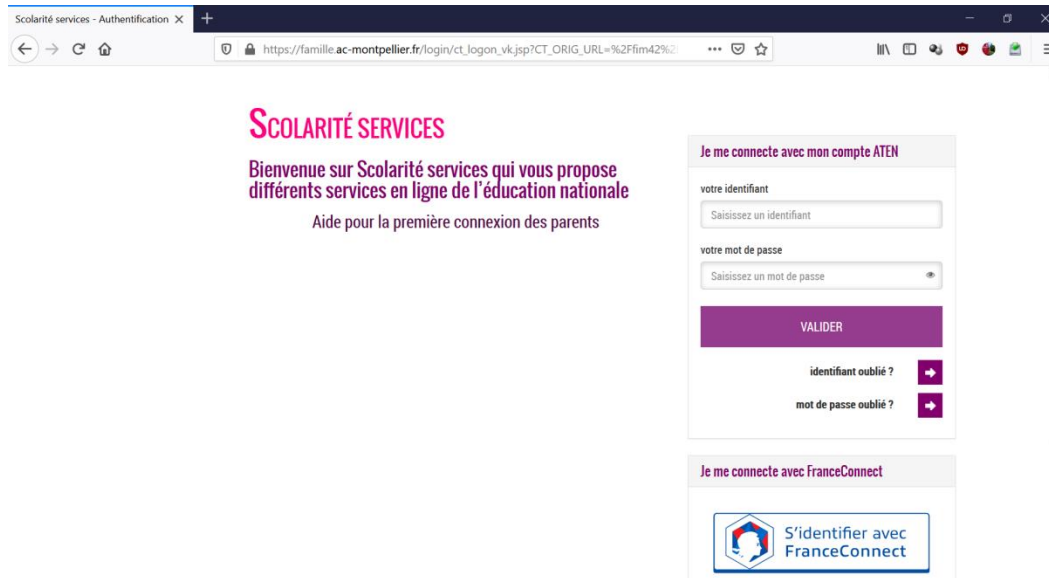 Scolarité services - Authentification
https://famille.ac-montpellier.fr/login/ct_logon_vk.jsp?CT_ORIG_URL=%2Ffim42%2
SCOLARITÉ SERVICES
Bienvenue sur Scolarité services qui vous propose
différents services en ligne de l'éducation nationale
Aide pour la première connexion des parents
Je me connecte avec mon compte ATEN
votre identifiant
Saisissez un identifiant
votre mot de passe
Saisissez un mot de passe
VALIDER
identifiant oublié ?
mot de passe oublié ?
Je me connecte avec FranceConnect
S'identifier avec
FranceConnect